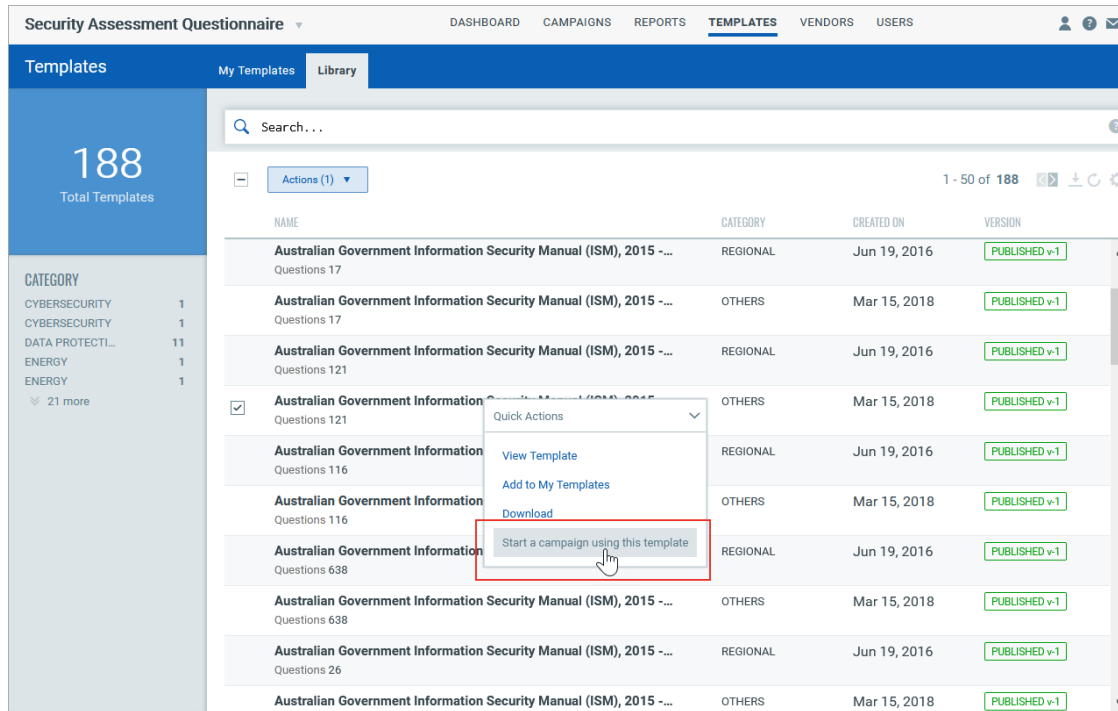 Security Assessment Questionnaire
DASHBOARD CAMPAIGNS REPORTS TEMPLATES VENDORS USERS
Templates
My Templates Library
188
Total Templates
Search...
Actions (1)
1 - 50 of 188
NAME CATEGORY CREATED ON VERSION
CATEGORY
CYBERSECURITY 1
CYBERSECURITY 1
DATA PROTECTI... 11
ENERGY 1
ENERGY 1
21 more
Australian Government Information Security Manual (ISM), 2015 -... REGIONAL Jun 19, 2016 PUBLISHED v-1
Questions 17
Australian Government Information Security Manual (ISM), 2015 -... OTHERS Mar 15, 2018 PUBLISHED v-1
Questions 17
Australian Government Information Security Manual (ISM), 2015 -... REGIONAL Jun 19, 2016 PUBLISHED v-1
Questions 121
Australian Government Information OTHERS Mar 15, 2018 PUBLISHED v-1
Questions 121
Australian Government Information REGIONAL Jun 19, 2016 PUBLISHED v-1
Questions 116
Australian Government Information OTHERS Mar 15, 2018 PUBLISHED v-1
Questions 116
Australian Government Information REGIONAL Jun 19, 2016 PUBLISHED v-1
Questions 638
Australian Government Information Security Manual (ISM), 2015 -... OTHERS Mar 15, 2018 PUBLISHED v-1
Questions 638
Australian Government Information Security Manual (ISM), 2015 -... REGIONAL Jun 19, 2016 PUBLISHED v-1
Questions 26
Australian Government Information Security Manual (ISM), 2015 -... OTHERS Mar 15, 2018 PUBLISHED v-1
Quick Actions
View Template
Add to My Templates
Download
Start a campaign using this template